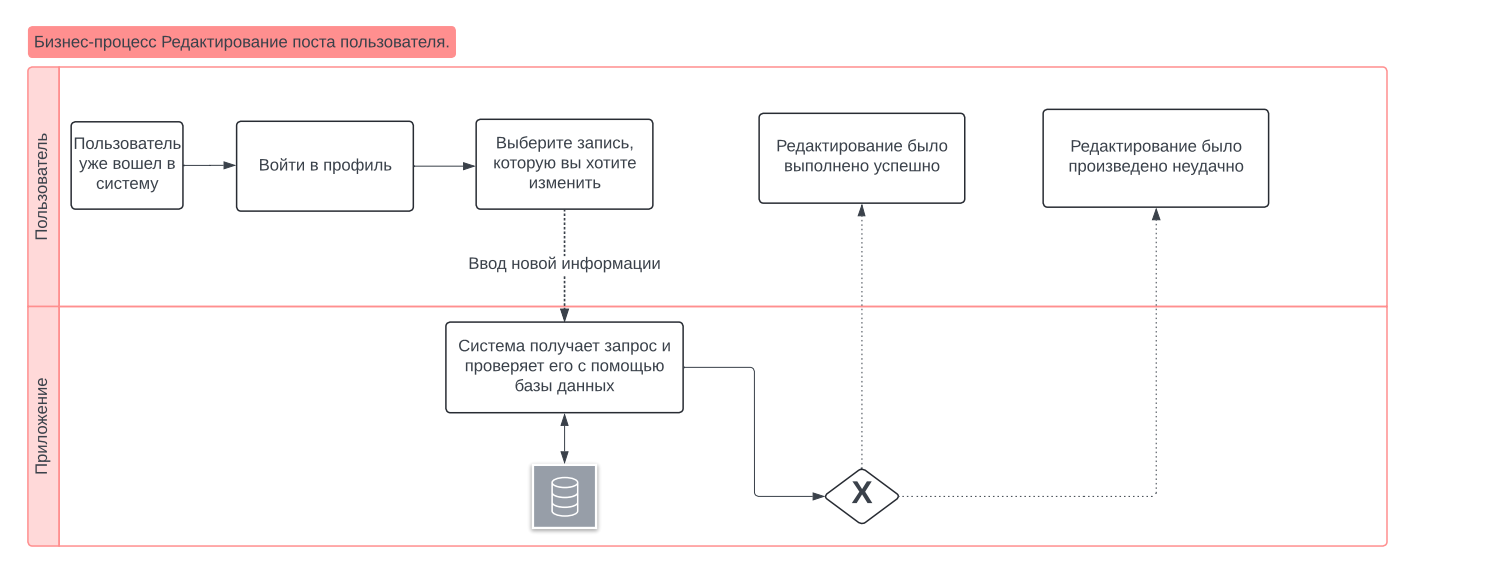 Бизнес-процесс Редактирование поста пользователя.
Пользователь
Пользователь
уже вошел в
систему
Войти в профиль
Выберите запись,
которую вы хотите
изменить
Редактирование было
выполнено успешно
Редактирование было
произведено неудачно
Ввод новой информации
Приложение
Система получает запрос и
проверяет его с помощью
базы данных
X